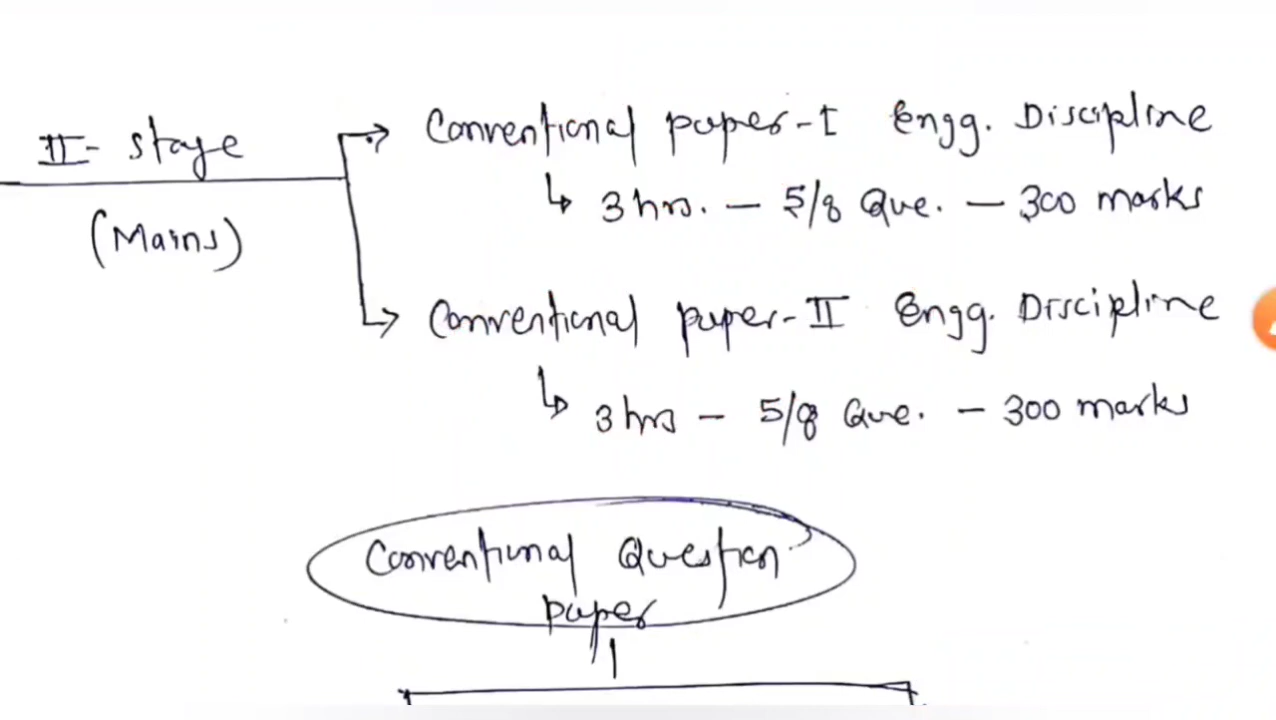 II- stage
(Mains)
Conventional paper-I Engg. Discipline
3 hrs. – 5/8 Que. – 300 marks
Conventional paper-II Engg. Discipline
3 hrs – 5/8 Que. – 300 marks
Conventional Question
paper